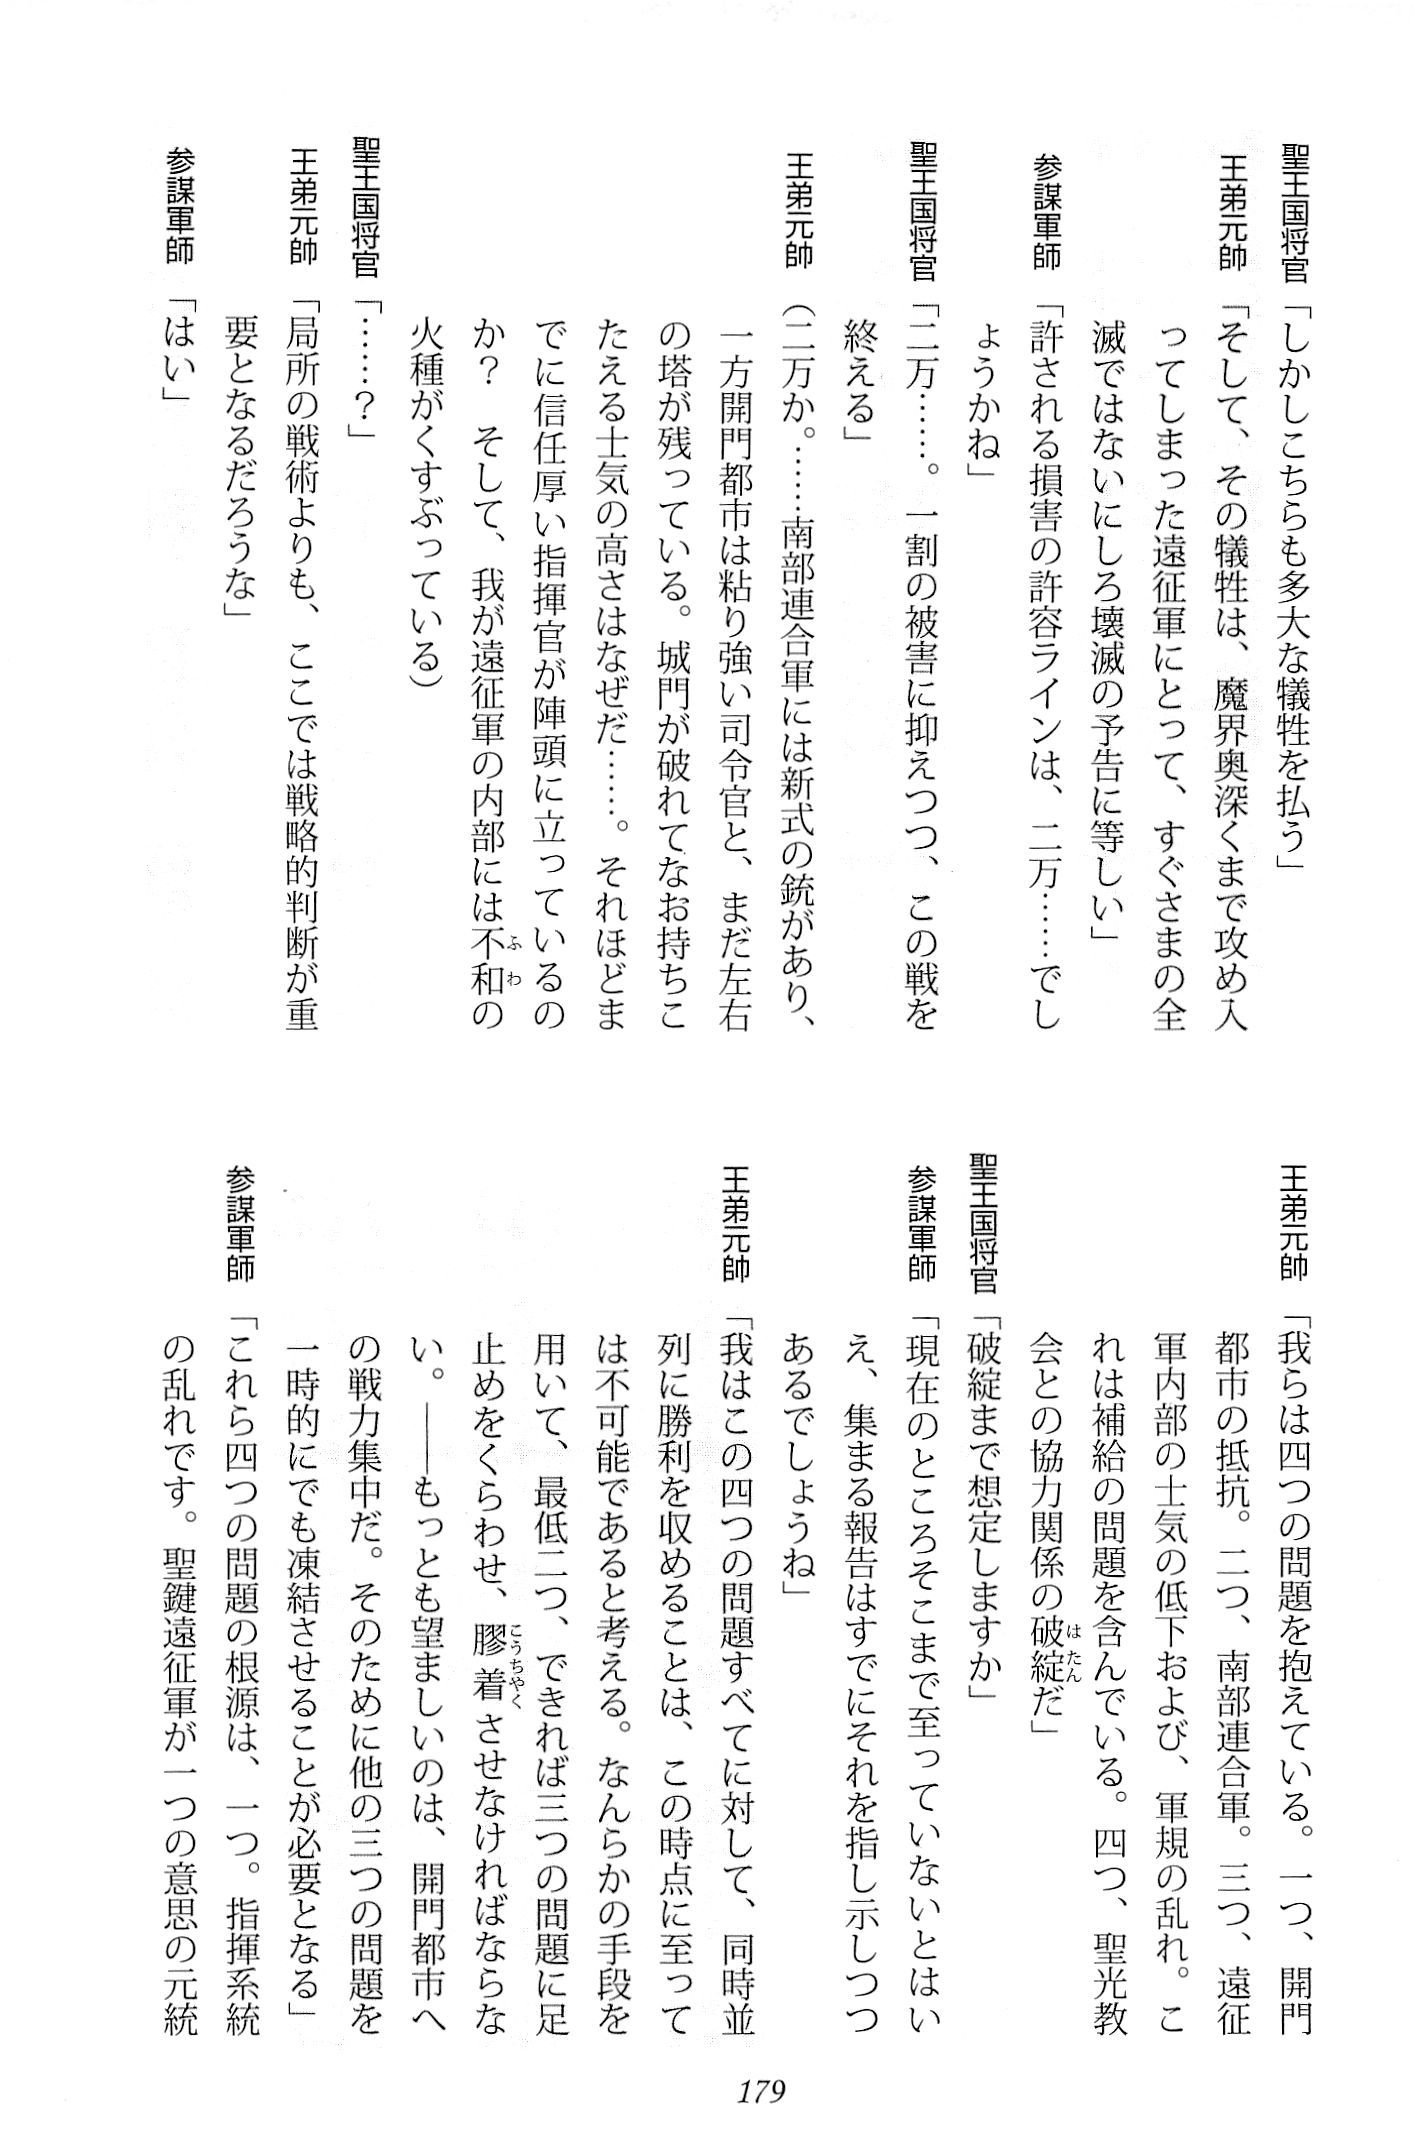 聖王国将官「しかしこちらも多大な犠牲を払う」
王弟元帥「そして、その犠牲は、魔界奥深くまで攻め入
ってしまった遠征軍にとって、すぐさまの全
滅ではないにしろ壊滅の予告に等しい」
参謀軍師「許される損害の許容ラインは、二万……でし
ょうかね」
聖王国将官「二万……。一割の被害に抑えつつ、この戦を
終える」
王弟元帥（二万か。……南部連合軍には新式の銃があり、
一方開門都市は粘り強い司令官と、まだ左右
の塔が残っている。城門が破れてなお持ちこ
たえる士気の高さはなぜだ……。それほどま
でに信任厚い指揮官が陣頭に立っているの
か？　そして、我が遠征軍の内部には不和の
ふわ
火種がくすぶっている）
聖王国将官「……？」
王弟元帥「局所の戦術よりも、ここでは戦略的判断が重
要となるだろうな」
参謀軍師「はい」
王弟元帥「我らは四つの問題を抱えている。一つ、開門
都市の抵抗。二つ、南部連合軍。三つ、遠征
軍内部の士気の低下および、軍規の乱れ。こ
れは補給の問題を含んでいる。四つ、聖光教
会との協力関係の破綻だ」
はたん
聖王国将官「破綻まで想定しますか」
参謀軍師「現在のところそこまで至っていないとはい
え、集まる報告はすでにそれを指し示しつつ
あるでしょうね」
王弟元帥「我はこの四つの問題すべてに対して、同時並
列に勝利を収めることは、この時点に至って
は不可能であると考える。なんらかの手段を
用いて、最低二つ、できれば三つの問題に足
止めをくらわせ、膠着させなければならな
こうちゃく
い。――もっとも望ましいのは、開門都市へ
の戦力集中だ。そのために他の三つの問題を
一時的にでも凍結させることが必要となる」
参謀軍師「これら四つの問題の根源は、一つ。指揮系統
の乱れです。聖鍵遠征軍が一つの意思の元統
179